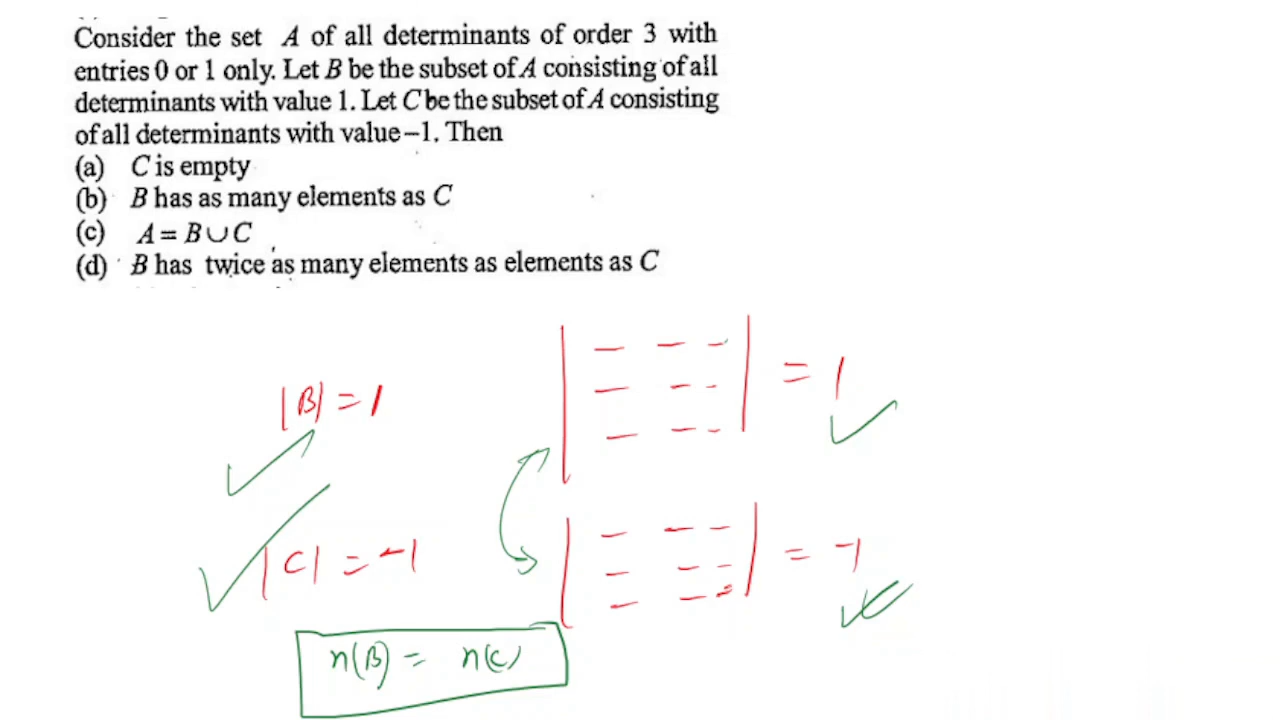 Consider the set A of all determinants of order 3 with
entries 0 or 1 only. Let B be the subset of A consisting of all
determinants with value 1. Let C be the subset of A consisting
of all determinants with value –1. Then
(a) C is empty
(b) B has as many elements as C
(c) A = B∪C
(d) B has twice as many elements as elements as C
|B| = 1
= 1
|C| = -1
= -1
n(B) = n(C)